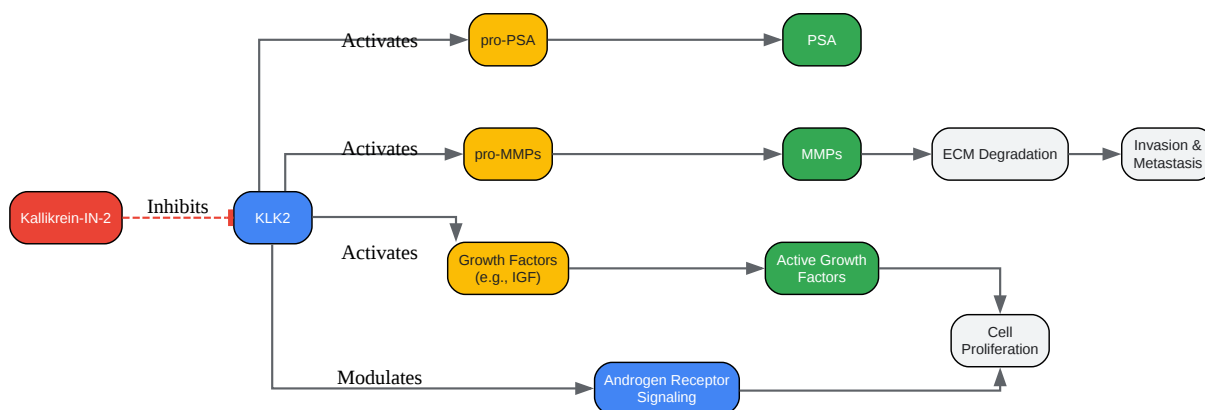 Activates
pro-PSA
PSA
Activates
pro-MMPs
MMPs
ECM Degradation
Invasion &
Metastasis
Kallikrein-IN-2
Inhibits
KLK2
Activates
Growth Factors
(e.g., IGF)
Active Growth
Factors
Cell
Proliferation
Modulates
Androgen Receptor
Signaling